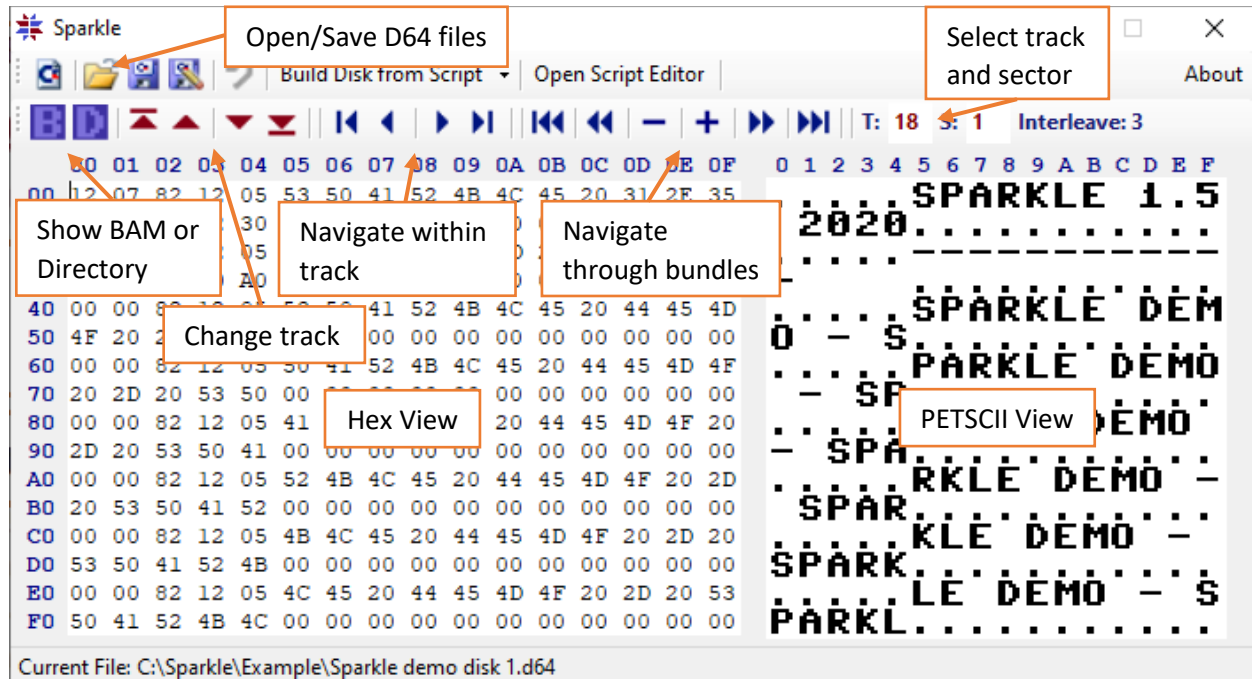 Sparkle
Open/Save D64 files
Select track
and sector
Build Disk from Script
Open Script Editor
About
B D
T: 18 S: 1 Interleave: 3
00 01 02 03 04 05 06 07 08 09 0A 0B 0C 0D 0E 0F 0 1 2 3 4 5 6 7 8 9 A B C D E F
00 12 07 82 12 05 53 50 41 52 4B 4C 45 20 31 2E 35 .....SPARKLE 1.5
30 2020............
05 .....-----------
A0 -
Show BAM or
Directory
Navigate within
track
Navigate
through bundles
40 00 00 82 12 05 53 50 41 52 4B 4C 45 20 44 45 4D .....SPARKLE DEM
50 4F 20 00 00 00 00 00 00 00 00 00 O - S...........
Change track
60 00 00 82 12 05 50 41 52 4B 4C 45 20 44 45 4D 4F .....PARKLE DEMO
70 20 2D 20 53 50 00 00 00 00 00 00 - SP
Hex View
PETSCII View
80 00 00 82 12 05 41 20 44 45 4D 4F 20 DEMO
90 2D 20 53 50 41 00 00 00 00 00 00 00 00 00 00 00 - SPA...........
A0 00 00 82 12 05 52 4B 4C 45 20 44 45 4D 4F 20 2D .....RKLE DEMO -
B0 20 53 50 41 52 00 00 00 00 00 00 00 00 00 00 00 SPAR...........
C0 00 00 82 12 05 4B 4C 45 20 44 45 4D 4F 20 2D 20 .....KLE DEMO -
D0 53 50 41 52 4B 00 00 00 00 00 00 00 00 00 00 00 SPARK...........
E0 00 00 82 12 05 4C 45 20 44 45 4D 4F 20 2D 20 53 .....LE DEMO - S
F0 50 41 52 4B 4C 00 00 00 00 00 00 00 00 00 00 00 PARKL...........
Current File: C:\Sparkle\Example\Sparkle demo disk 1.d64